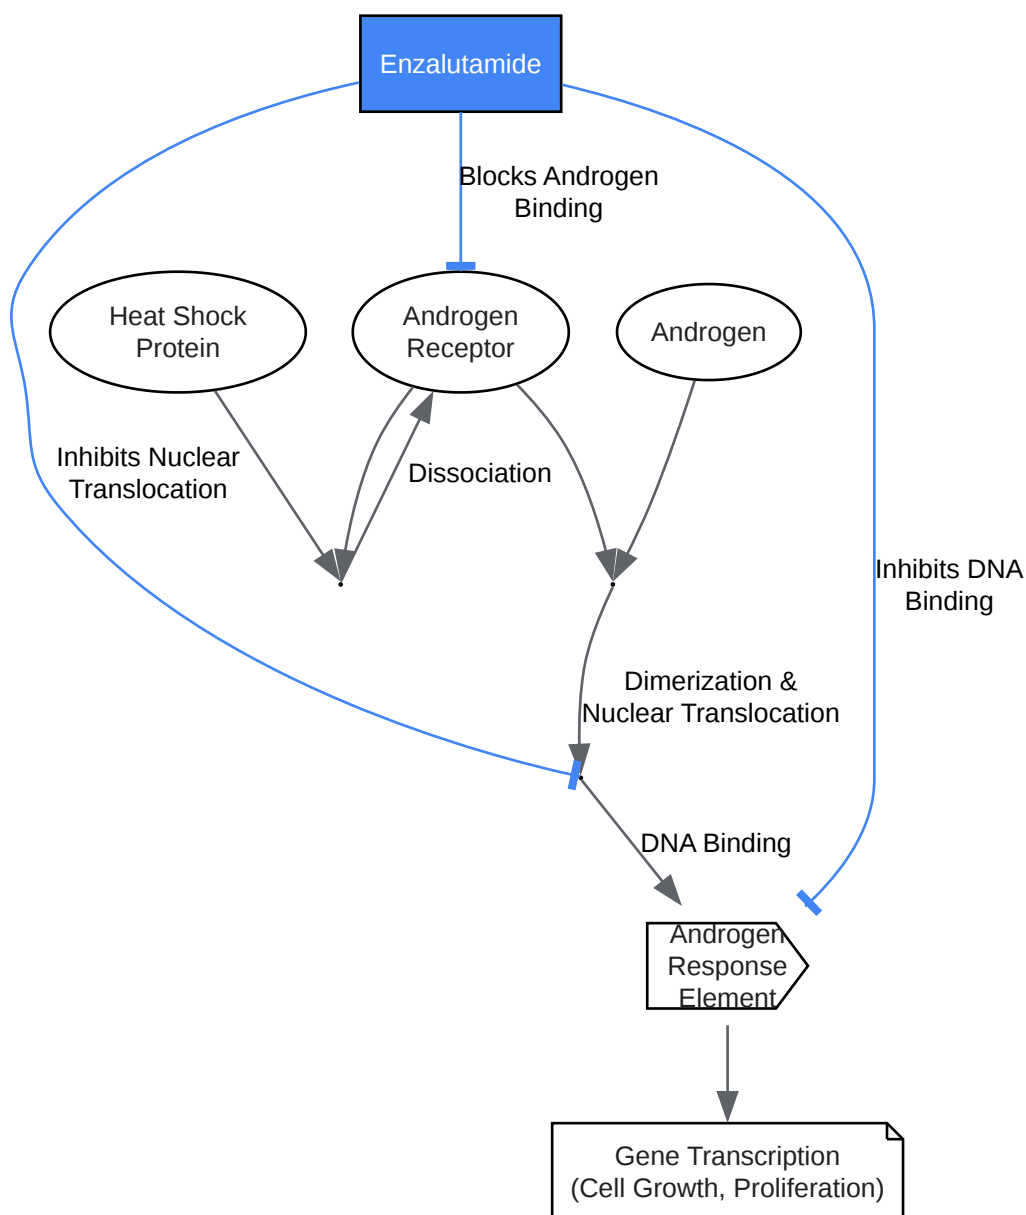 Enzalutamide
Blocks Androgen
Binding
Heat Shock
Protein
Androgen
Receptor
Androgen
Inhibits Nuclear
Translocation
Dissociation
Inhibits DNA
Binding
Dimerization &
Nuclear Translocation
DNA Binding
Androgen
Response
Element
Gene Transcription
(Cell Growth, Proliferation)